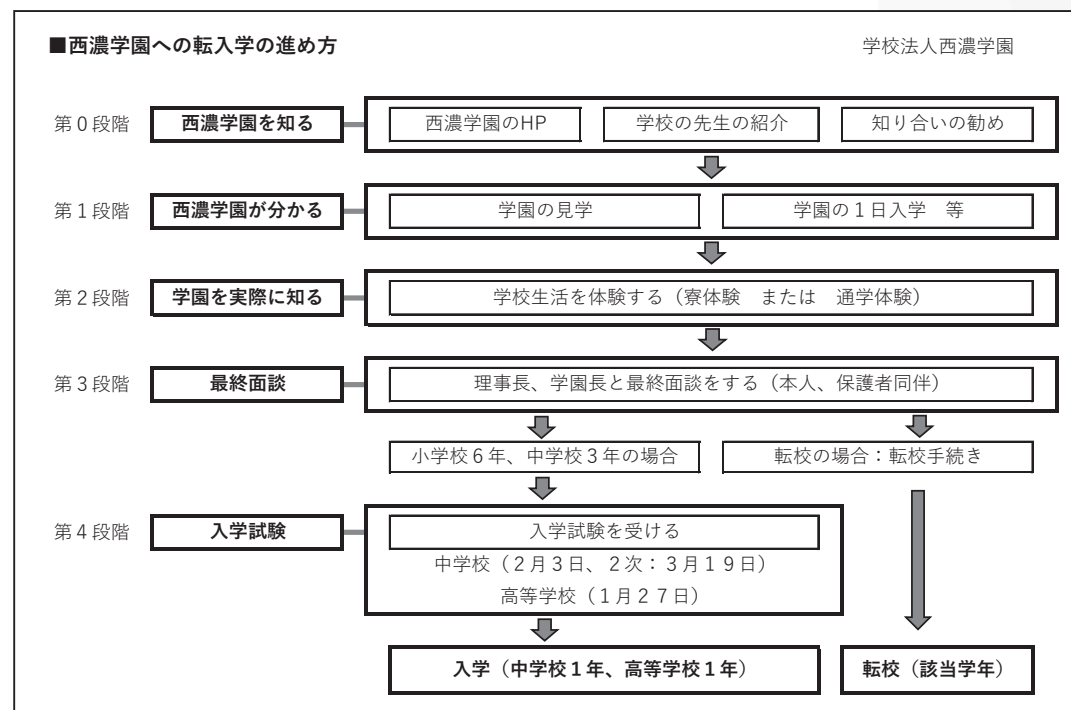 ■西濃学園への転入学の進め方
学校法人西濃学園
第０段階
西濃学園を知る
西濃学園のHP
学校の先生の紹介
知り合いの勧め
第１段階
西濃学園が分かる
学園の見学
学園の１日入学　等
第２段階
学園を実際に知る
学校生活を体験する（寮体験　または　通学体験）
第３段階
最終面談
理事長、学園長と最終面談をする（本人、保護者同伴）
小学校６年、中学校３年の場合
転校の場合：転校手続き
第４段階
入学試験
入学試験を受ける
中学校（２月３日、２次：３月１９日）
高等学校（１月２７日）
入学（中学校１年、高等学校１年）
転校（該当学年）